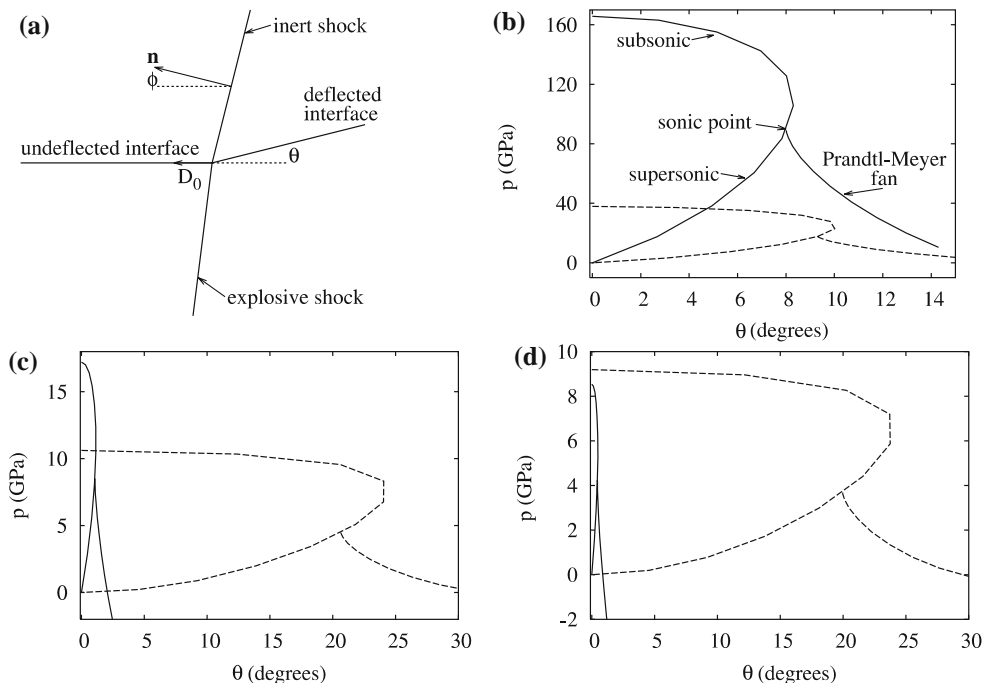 (a)
inert shock
n
ϕ
deflected
interface
undeflected interface
θ
D0
explosive shock
(b)
160
120
80
40
0
p (GPa)
subsonic
sonic point
supersonic
Prandtl-Meyer
fan
0 2 4 6 8 10 12 14
θ (degrees)
(c)
15
10
5
0
p (GPa)
0 5 10 15 20 25 30
θ (degrees)
(d)
10
8
6
4
2
0
-2
p (GPa)
0 5 10 15 20 25 30
θ (degrees)